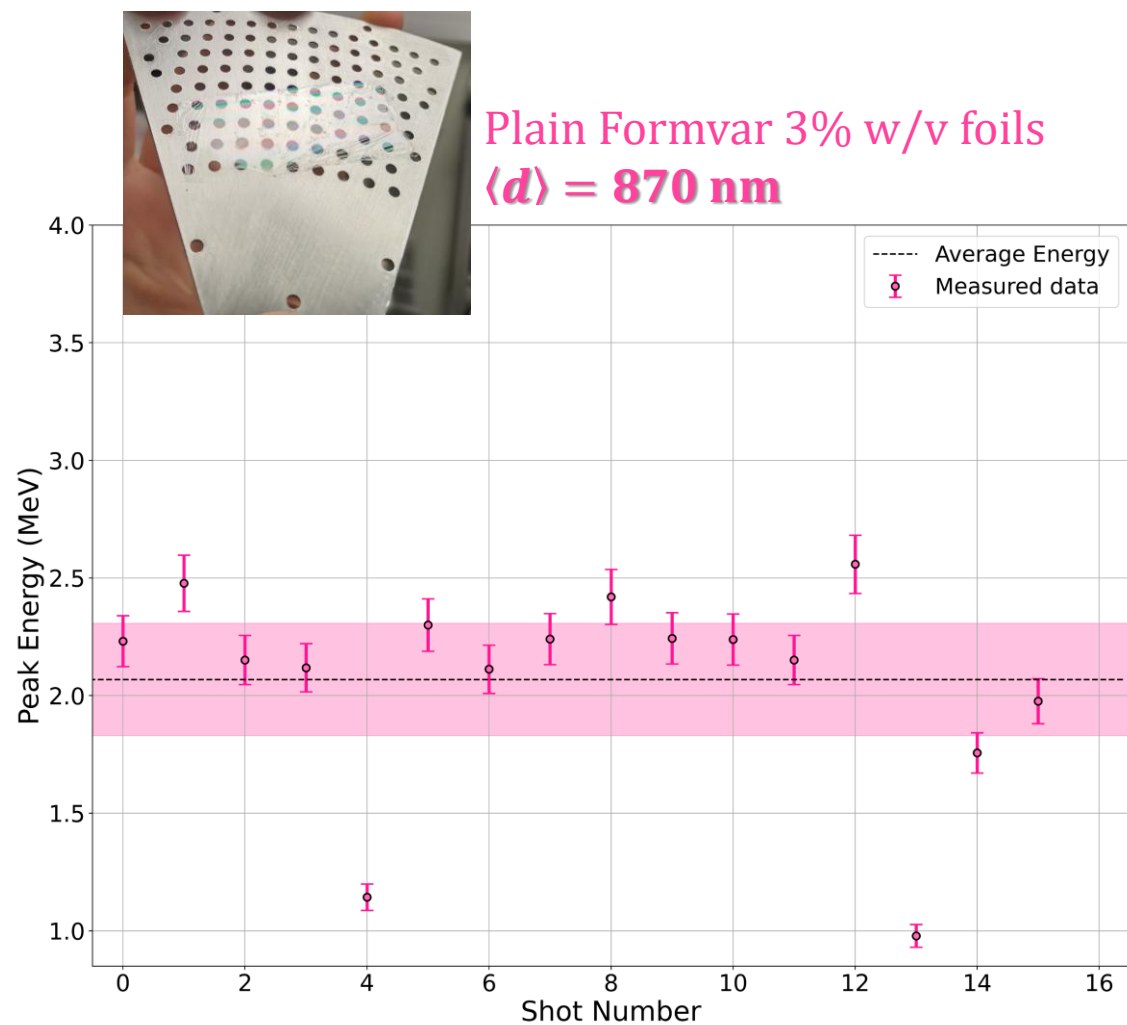 Plain Formvar 3% w/v foils
⟨d⟩ = 870 nm
Average Energy
Measured data
Peak Energy (MeV)
4.0
3.5
3.0
2.5
2.0
1.5
1.0
0 2 4 6 8 10 12 14 16
Shot Number